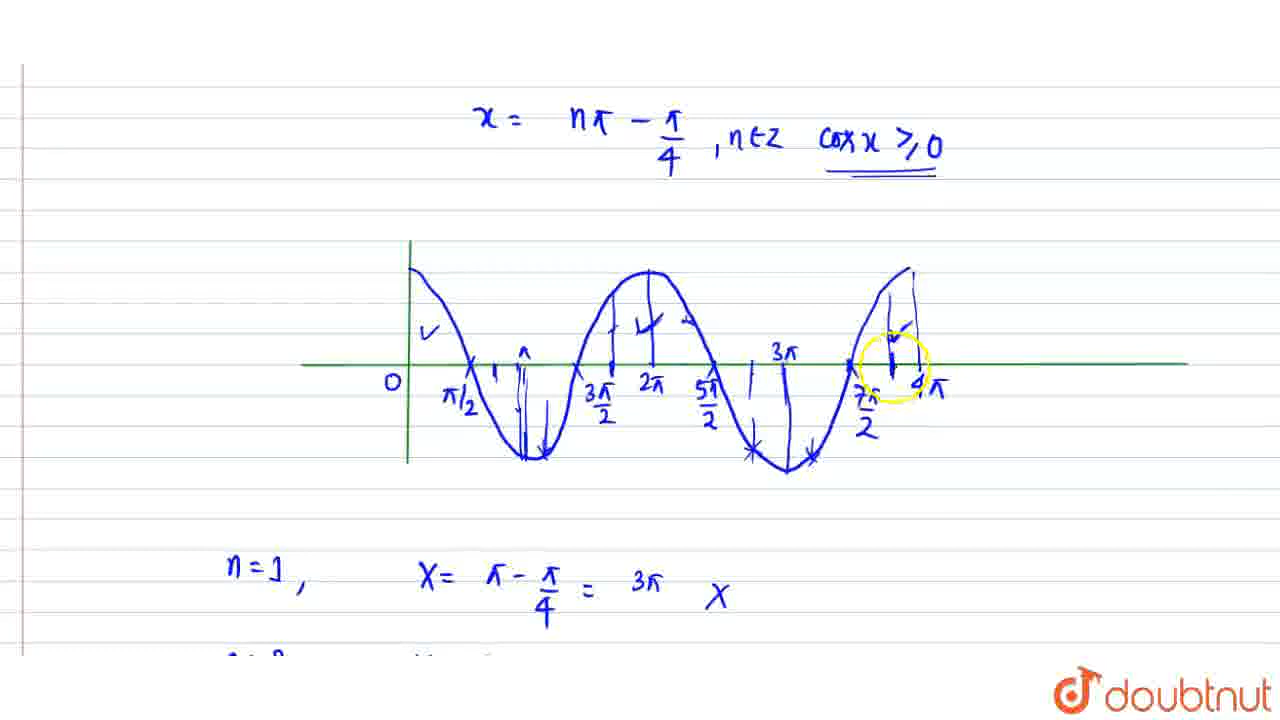 x = nπ - π/4 , n∈Z cos x ≥ 0
0 π/2 π 3π/2 2π 5π/2 3π 7π/2 4π
n = 1 , x = π - π/4 = 3π X
doubtnut